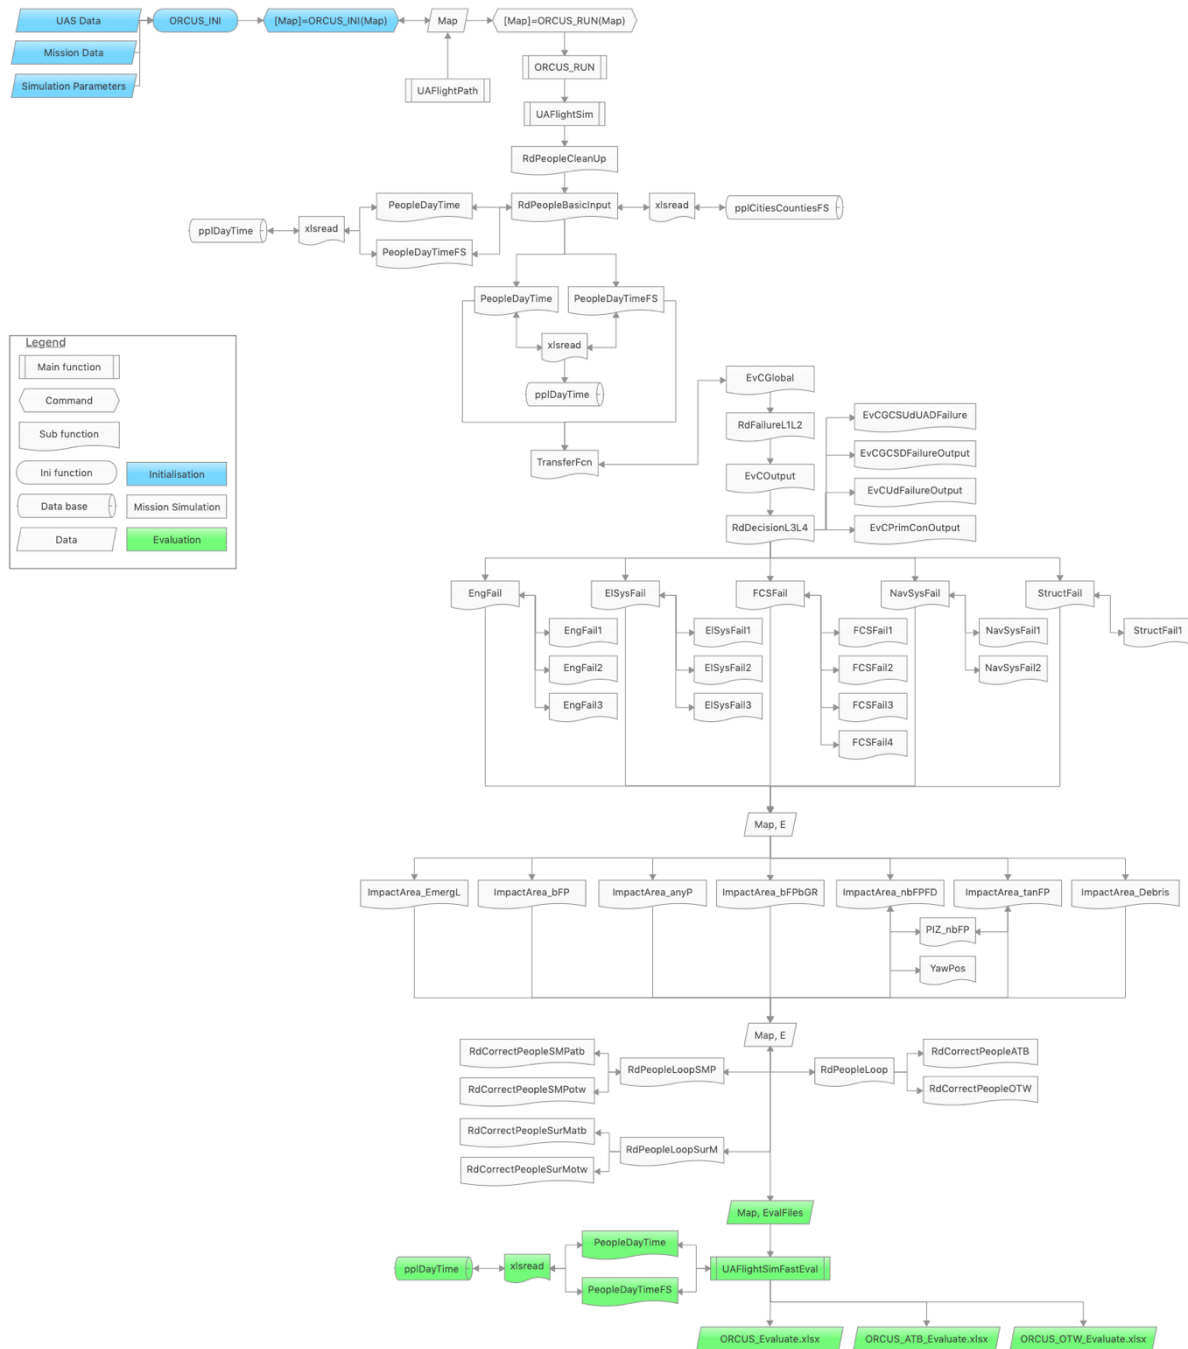 UAS Data
ORCUS_INI
[Map]=ORCUS_INI(Map)
Map
[Map]=ORCUS_RUN(Map)
Mission Data
Simulation Parameters
UAFlightPath
ORCUS_RUN
UAFlightSim
RdPeopleCleanUp
PeopleDayTime
RdPeopleBasicInput
xlsread
pplCitiesCountiesFS
pplDayTime
xlsread
PeopleDayTimeFS
PeopleDayTime
PeopleDayTimeFS
xlsread
pplDayTime
TransferFcn
Legend
Main function
Command
Sub function
Ini function
Initialisation
Data base
Mission Simulation
Data
Evaluation
EvCGlobal
RdFailureL1L2
EvCOutput
RdDecisionL3L4
EvCGCSUdUADFailure
EvCGCSDFailureOutput
EvCUdFailureOutput
EvCPrimConOutput
EngFail
ElSysFail
FCSFail
NavSysFail
StructFail
EngFail1
ElSysFail1
FCSFail1
NavSysFail1
StructFail1
EngFail2
ElSysFail2
FCSFail2
NavSysFail2
EngFail3
ElSysFail3
FCSFail3
FCSFail4
Map, E
ImpactArea_EmergL
ImpactArea_bFP
ImpactArea_anyP
ImpactArea_bFPbGR
ImpactArea_nbFPFD
ImpactArea_tanFP
ImpactArea_Debris
PIZ_nbFP
YawPos
Map, E
RdCorrectPeopleSMPatb
RdPeopleLoopSMP
RdPeopleLoop
RdCorrectPeopleATB
RdCorrectPeopleSMPotw
RdCorrectPeopleOTW
RdCorrectPeopleSurMatb
RdPeopleLoopSurM
RdCorrectPeopleSurMotw
Map, EvalFiles
PeopleDayTime
pplDayTime
xlsread
UAFlightSimFastEval
PeopleDayTimeFS
ORCUS_Evaluate.xlsx
ORCUS_ATB_Evaluate.xlsx
ORCUS_OTW_Evaluate.xlsx